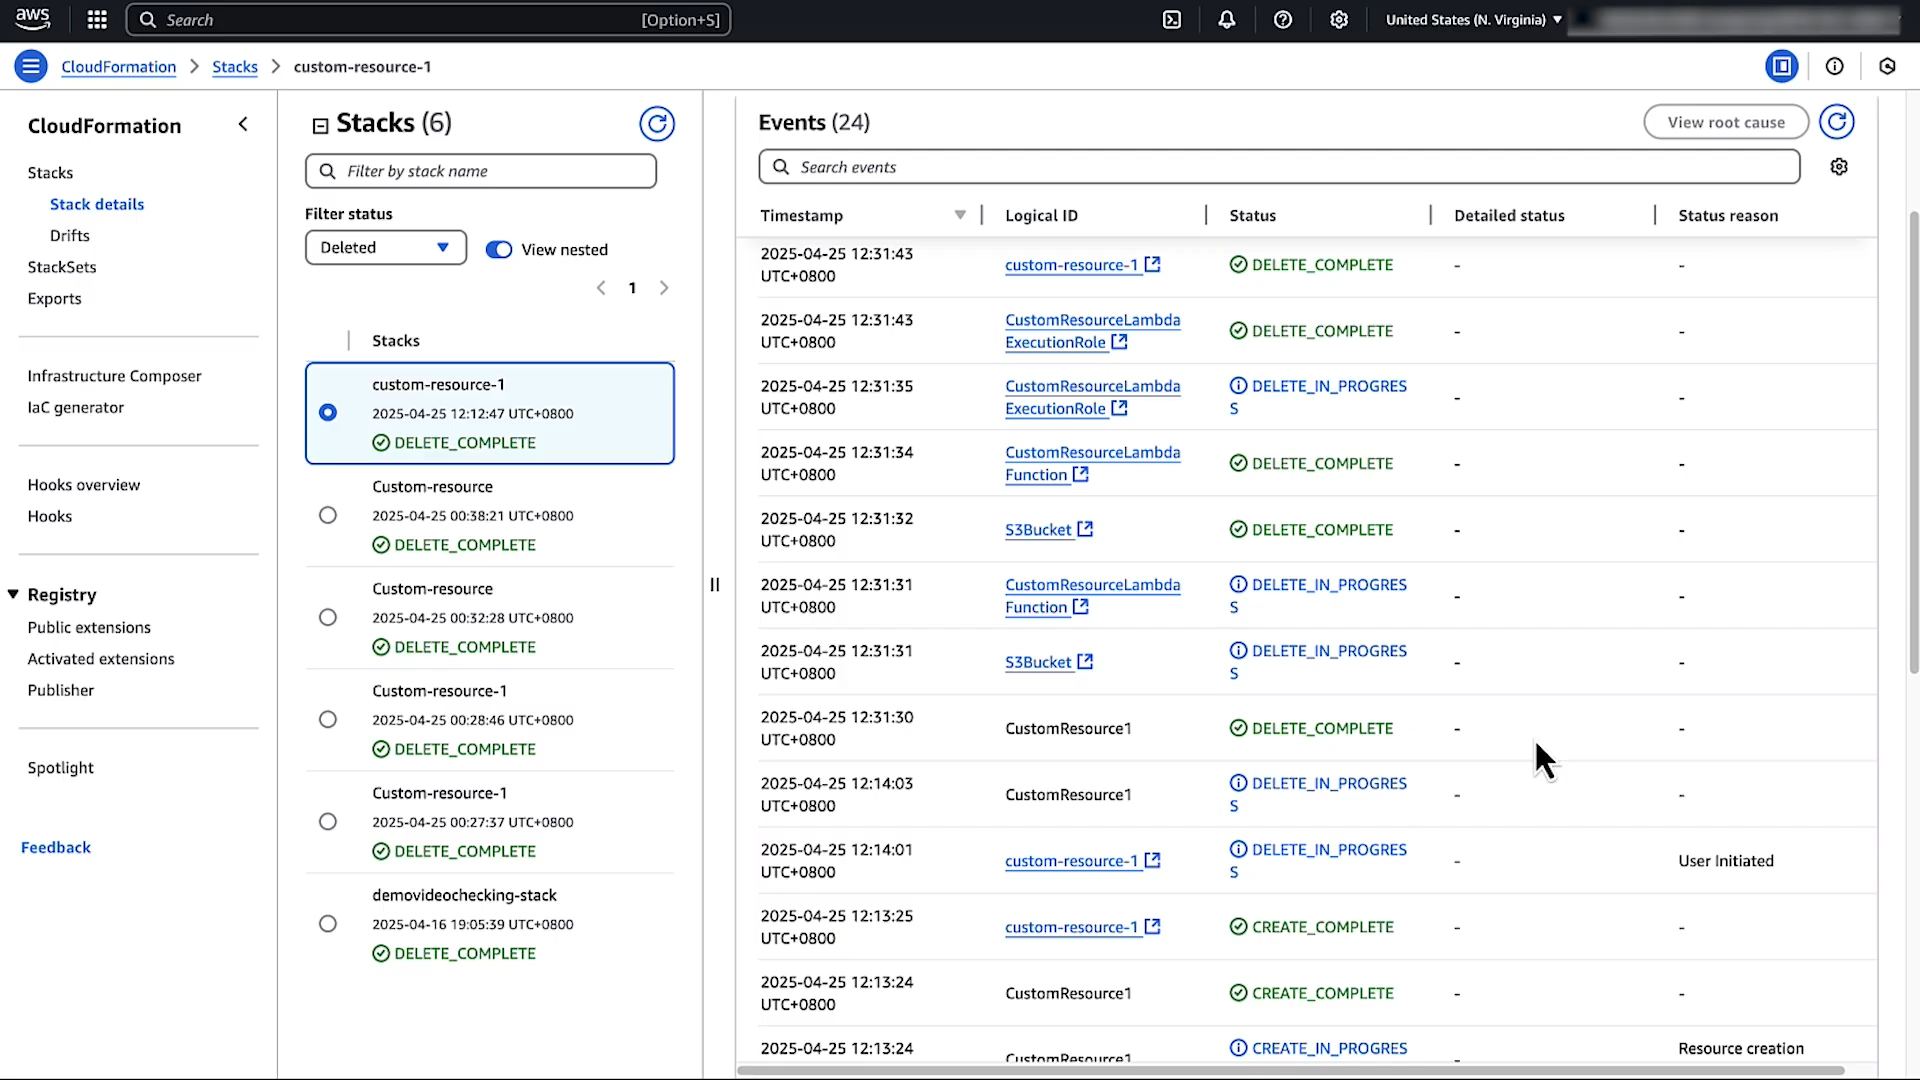 aws
Search [Option+S]
United States (N. Virginia)
CloudFormation
Stacks
custom-resource-1
CloudFormation
Stacks
Stack details
Drifts
StackSets
Exports
Infrastructure Composer
IaC generator
Hooks overview
Hooks
Registry
Public extensions
Activated extensions
Publisher
Spotlight
Feedback
Stacks (6)
Filter by stack name
Filter status
Deleted
View nested
1
Stacks
custom-resource-1
2025-04-25 12:12:47 UTC+0800
DELETE_COMPLETE
Custom-resource
2025-04-25 00:38:21 UTC+0800
DELETE_COMPLETE
Custom-resource
2025-04-25 00:32:28 UTC+0800
DELETE_COMPLETE
Custom-resource-1
2025-04-25 00:28:46 UTC+0800
DELETE_COMPLETE
Custom-resource-1
2025-04-25 00:27:37 UTC+0800
DELETE_COMPLETE
demovideochecking-stack
2025-04-16 19:05:39 UTC+0800
DELETE_COMPLETE
Events (24)
View root cause
Search events
Timestamp Logical ID Status Detailed status Status reason
2025-04-25 12:31:43
UTC+0800
custom-resource-1
DELETE_COMPLETE
-
-
2025-04-25 12:31:43
UTC+0800
CustomResourceLambda
ExecutionRole
DELETE_COMPLETE
-
-
2025-04-25 12:31:35
UTC+0800
CustomResourceLambda
ExecutionRole
DELETE_IN_PROGRES
S
-
-
2025-04-25 12:31:34
UTC+0800
CustomResourceLambda
Function
DELETE_COMPLETE
-
-
2025-04-25 12:31:32
UTC+0800
S3Bucket
DELETE_COMPLETE
-
-
2025-04-25 12:31:31
UTC+0800
CustomResourceLambda
Function
DELETE_IN_PROGRES
S
-
-
2025-04-25 12:31:31
UTC+0800
S3Bucket
DELETE_IN_PROGRES
S
-
-
2025-04-25 12:31:30
UTC+0800
CustomResource1
DELETE_COMPLETE
-
-
2025-04-25 12:14:03
UTC+0800
CustomResource1
DELETE_IN_PROGRES
S
-
-
2025-04-25 12:14:01
UTC+0800
custom-resource-1
DELETE_IN_PROGRES
S
-
User Initiated
2025-04-25 12:13:25
UTC+0800
custom-resource-1
CREATE_COMPLETE
-
-
2025-04-25 12:13:24
UTC+0800
CustomResource1
CREATE_COMPLETE
-
-
2025-04-25 12:13:24
CustomResource1
CREATE_IN_PROGRES
-
Resource creation